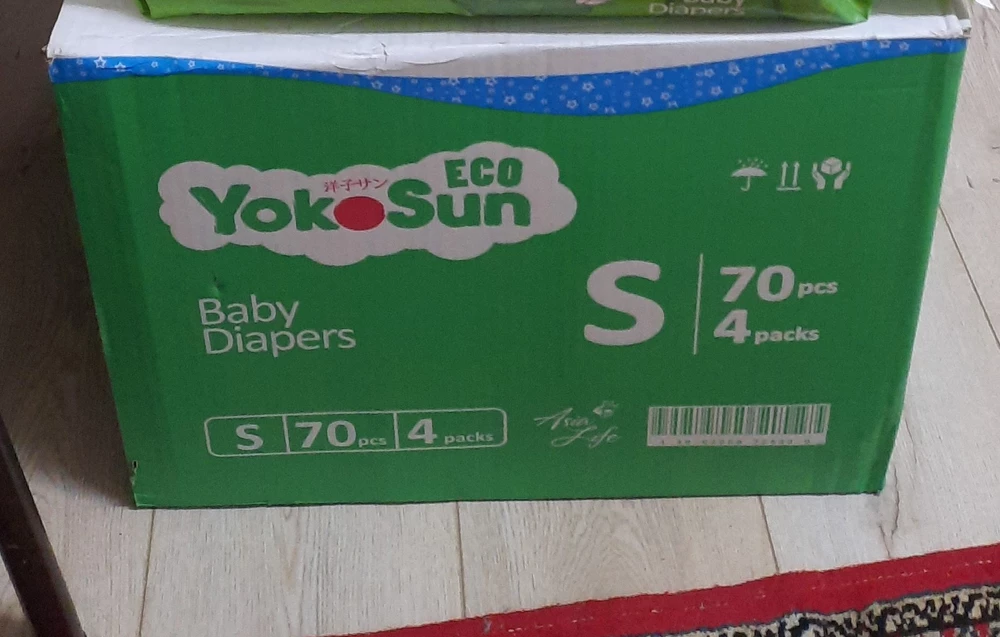 Baby
Diapers
ECO
洋子サン
YokoSun
Baby
Diapers
S
70 pcs
4 packs
S 70 pcs 4 packs
Asia
Life